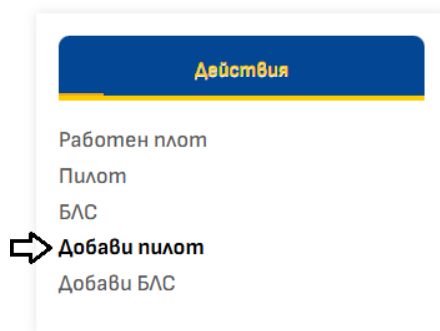 Действия
Работен плот
Пилот
БЛС
Добави пилот
Добави БЛС